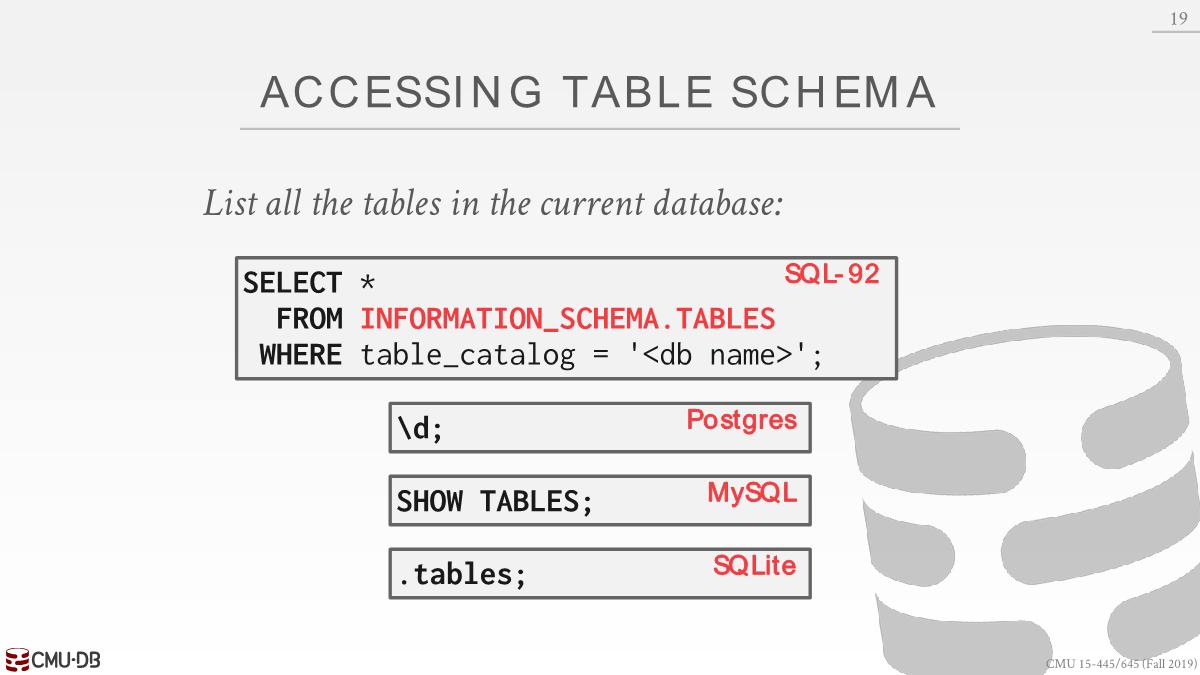 19
ACCESSING TABLE SCHEMA
List all the tables in the current database:
SQL-92
SELECT *
FROM INFORMATION_SCHEMA.TABLES
WHERE table_catalog = '<db name>';
\d; Postgres
SHOW TABLES; MySQL
.tables; SQLite
CMU·DB
CMU 15-445/645 (Fall 2019)